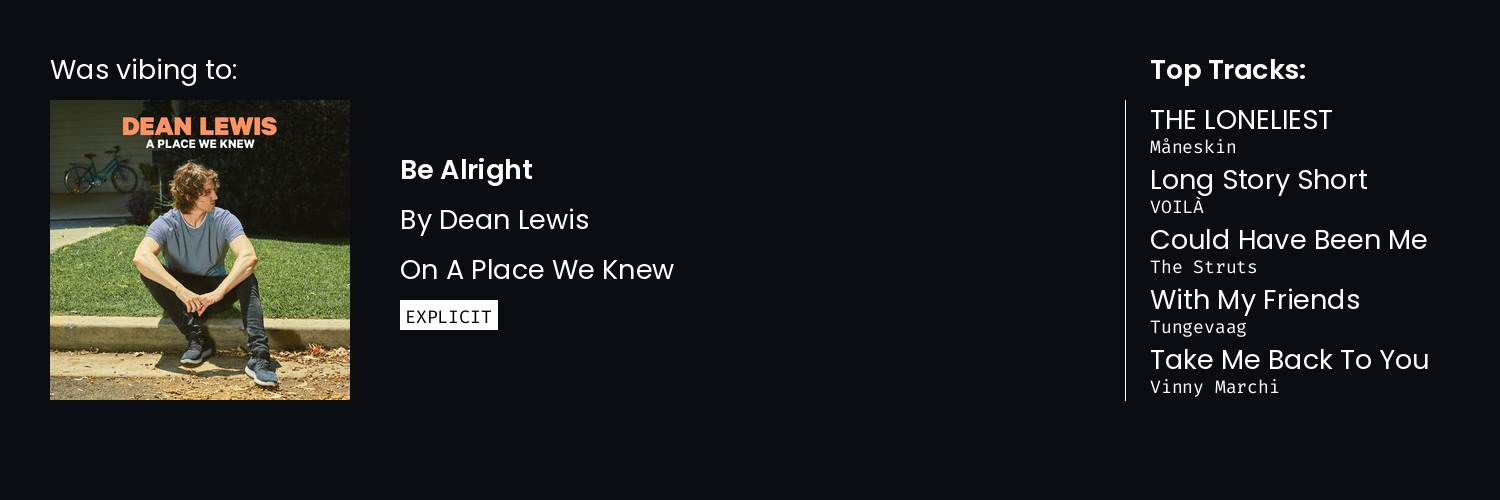 Was vibing to:
DEAN LEWIS
A PLACE WE KNEW
Be Alright
By Dean Lewis
On A Place We Knew
EXPLICIT
Top Tracks:
THE LONELIEST
Måneskin
Long Story Short
VOILÀ
Could Have Been Me
The Struts
With My Friends
Tungevaag
Take Me Back To You
Vinny Marchi